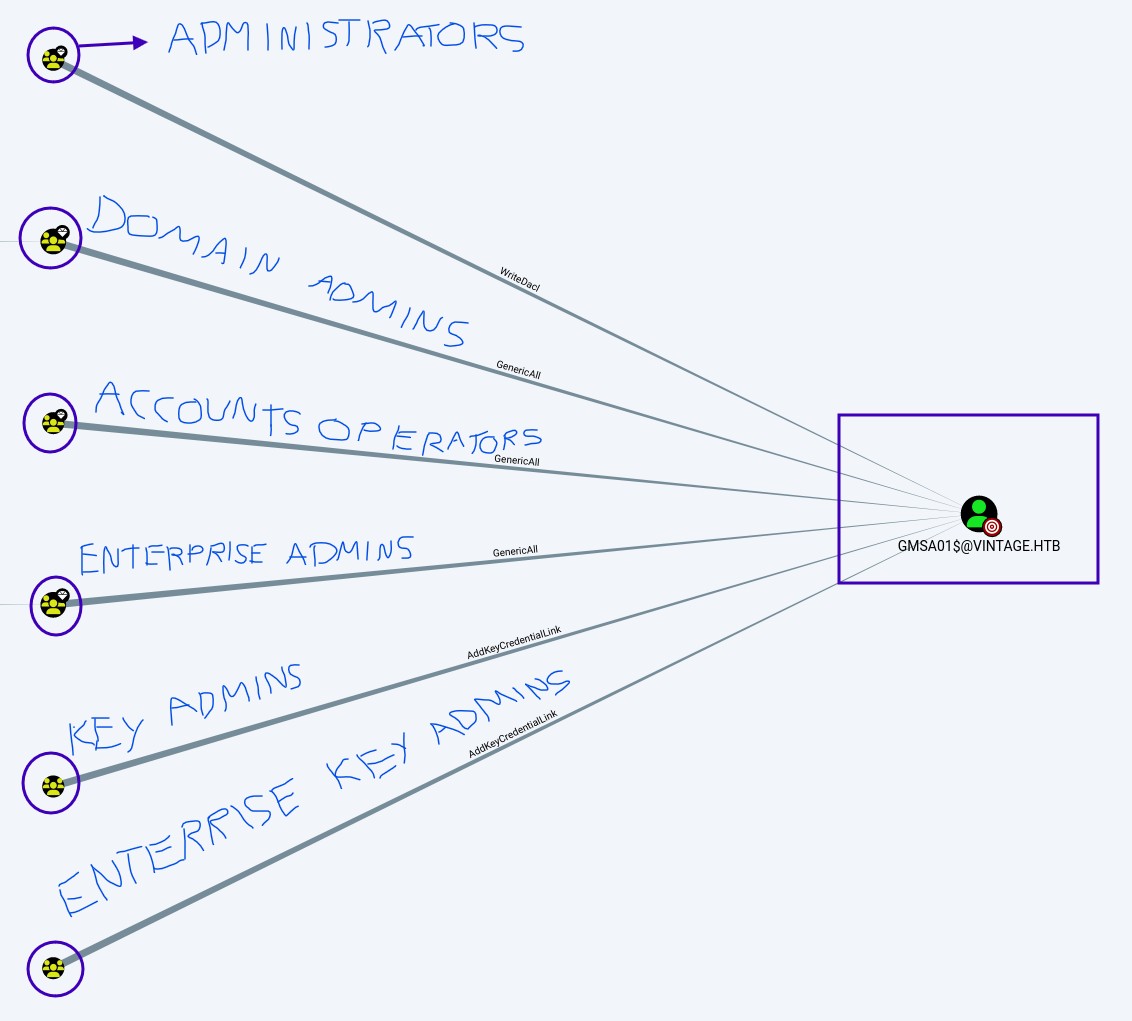 ADMINISTRATORS
DOMAIN ADMINS
WriteDacl
GenericAll
ACCOUNTS OPERATORS
GenericAll
GMSA01$@VINTAGE.HTB
ENTERPRISE ADMINS
GenericAll
AddKeyCredentialLink
KEY ADMINS
AddKeyCredentialLink
ENTERPRISE KEY ADMINS